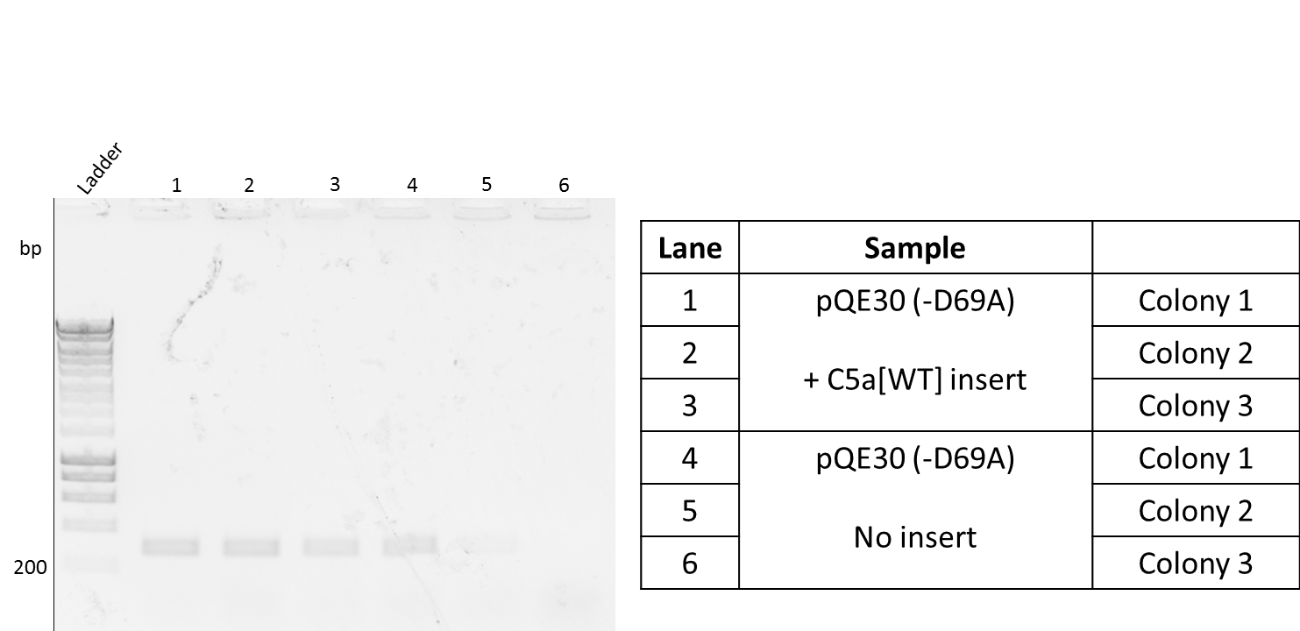 Ladder
1 2 3 4 5 6
bp
200
Lane Sample
1 pQE30 (-D69A) Colony 1
2 Colony 2
+ C5a[WT] insert
3 Colony 3
4 pQE30 (-D69A) Colony 1
5 Colony 2
No insert
6 Colony 3